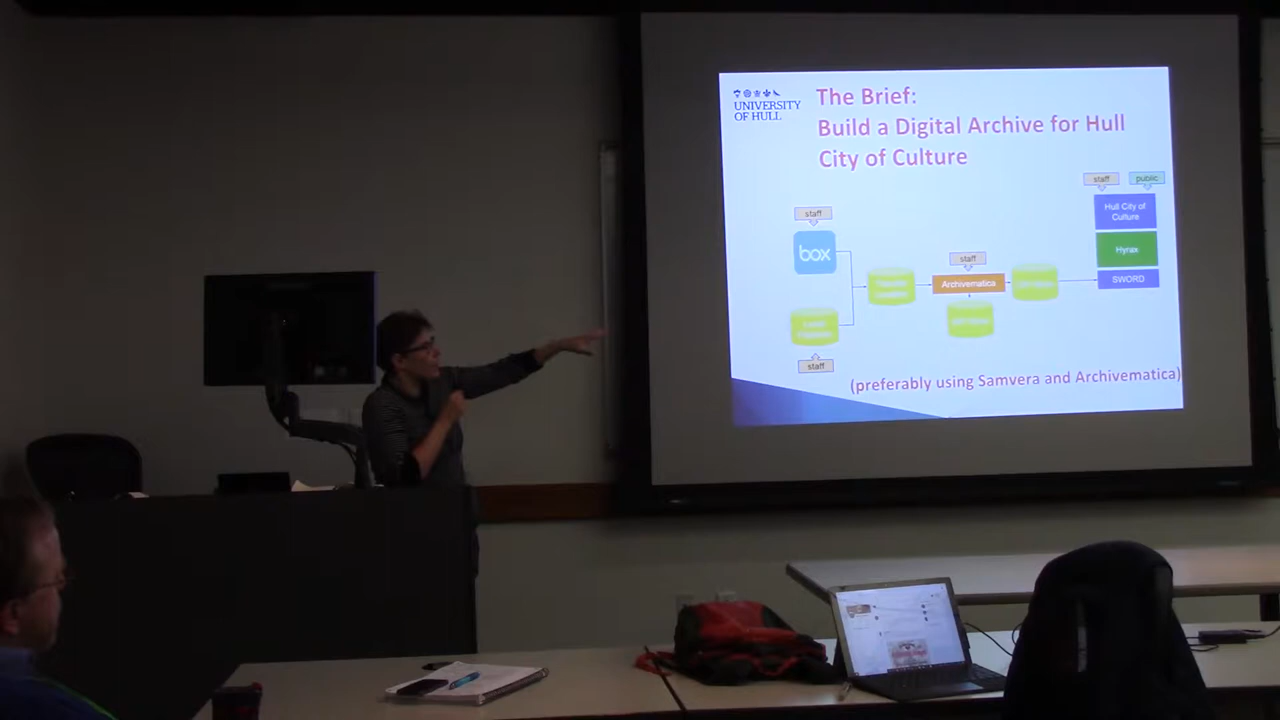 UNIVERSITY
OF HULL
The Brief:
Build a Digital Archive for Hull
City of Culture
staff
public
Hull City of
Culture
staff
box
Hyrax
staff
Archivematica
SWORD
staff
(preferably using Samvera and Archivematica)